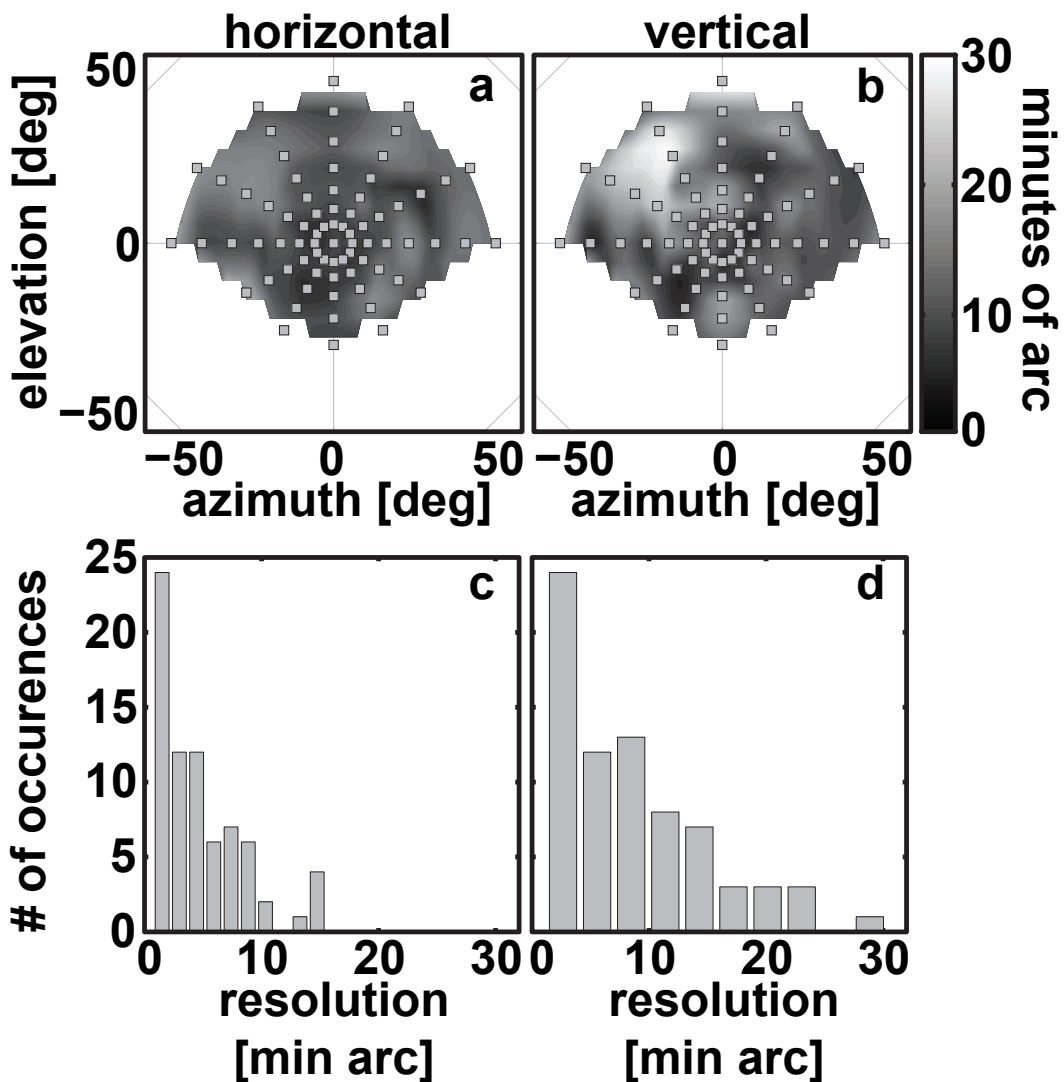 horizontal
vertical
a
b
50
0
−50
elevation [deg]
−50
0
50
−50
0
50
azimuth [deg]
azimuth [deg]
30
20
10
0
minutes of arc
c
d
25
20
15
10
5
0
# of occurences
0
10
20
30
0
10
20
30
resolution
[min arc]
resolution
[min arc]